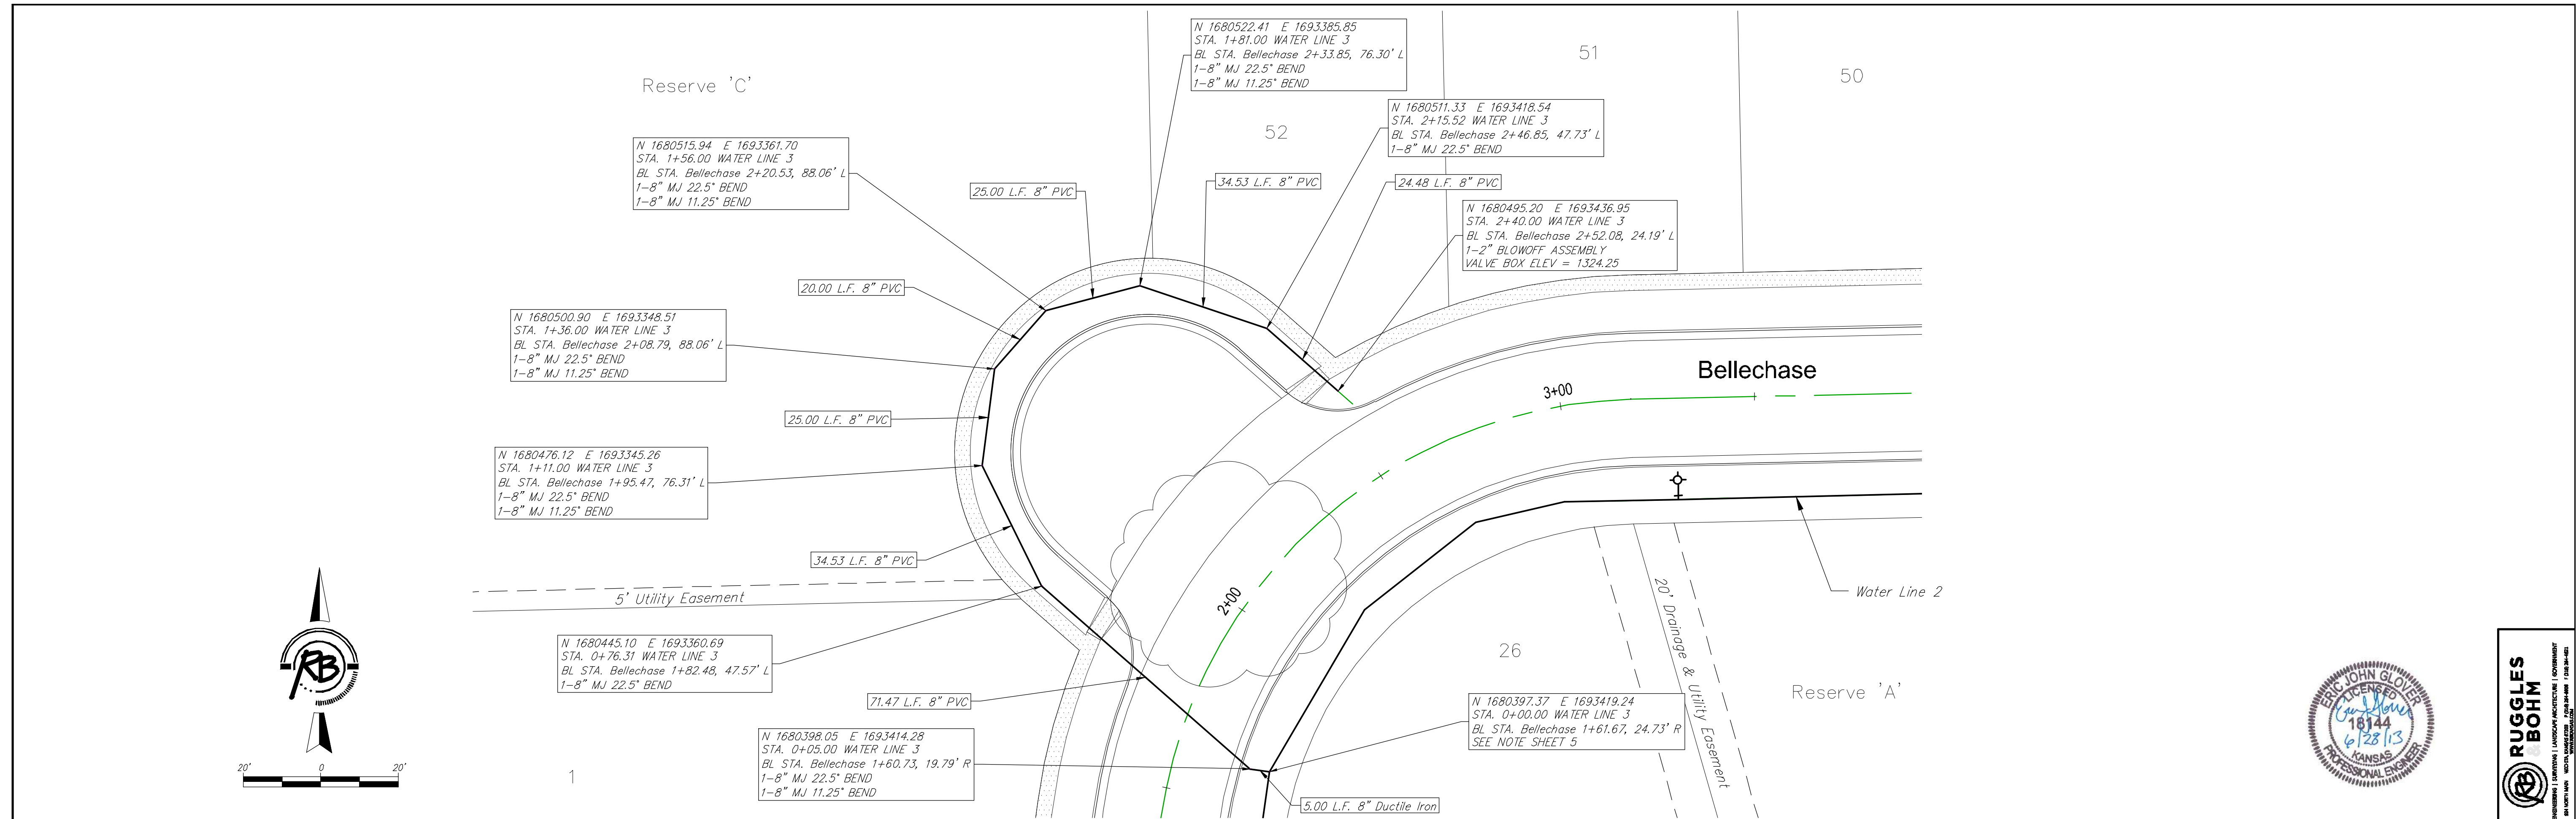 N 1680522.41 E 1693385.85
STA. 1+81.00 WATER LINE 3
BL STA. Bellechase 2+33.85, 76.30' L
1-8" MJ 22.5° BEND
1-8" MJ 11.25° BEND
51
50
Reserve 'C'
N 1680511.33 E 1693418.54
STA. 2+15.52 WATER LINE 3
BL STA. Bellechase 2+46.85, 47.73' L
1-8" MJ 22.5° BEND
52
N 1680515.94 E 1693361.70
STA. 1+56.00 WATER LINE 3
BL STA. Bellechase 2+20.53, 88.06' L
1-8" MJ 22.5° BEND
1-8" MJ 11.25° BEND
25.00 L.F. 8" PVC
34.53 L.F. 8" PVC
24.48 L.F. 8" PVC
N 1680495.20 E 1693436.95
STA. 2+40.00 WATER LINE 3
BL STA. Bellechase 2+52.08, 24.19' L
1-2" BLOWOFF ASSEMBLY
VALVE BOX ELEV = 1324.25
20.00 L.F. 8" PVC
N 1680500.90 E 1693348.51
STA. 1+36.00 WATER LINE 3
BL STA. Bellechase 2+08.79, 88.06' L
1-8" MJ 22.5° BEND
1-8" MJ 11.25° BEND
Bellechase
3+00
25.00 L.F. 8" PVC
N 1680476.12 E 1693345.26
STA. 1+11.00 WATER LINE 3
BL STA. Bellechase 1+95.47, 76.31' L
1-8" MJ 22.5° BEND
1-8" MJ 11.25° BEND
34.53 L.F. 8" PVC
5' Utility Easement
2+00
20' Drainage & Utility Easement
Water Line 2
N 1680445.10 E 1693360.69
STA. 0+76.31 WATER LINE 3
BL STA. Bellechase 1+82.48, 47.57' L
1-8" MJ 22.5° BEND
26
Reserve 'A'
71.47 L.F. 8" PVC
N 1680397.37 E 1693419.24
STA. 0+00.00 WATER LINE 3
BL STA. Bellechase 1+61.67, 24.73' R
SEE NOTE SHEET 5
N 1680398.05 E 1693414.28
STA. 0+05.00 WATER LINE 3
BL STA. Bellechase 1+60.73, 19.79' R
1-8" MJ 22.5° BEND
1-8" MJ 11.25° BEND
5.00 L.F. 8" Ductile Iron
1
RB
20' 0 20'
ERIC JOHN GLOVER
LICENSED
18144
6/28/13
KANSAS
PROFESSIONAL ENGINEER
RB
RUGGLES
& BOHM
ENGINEERING | SURVEYING | LANDSCAPE ARCHITECTURE | GOVERNMENT